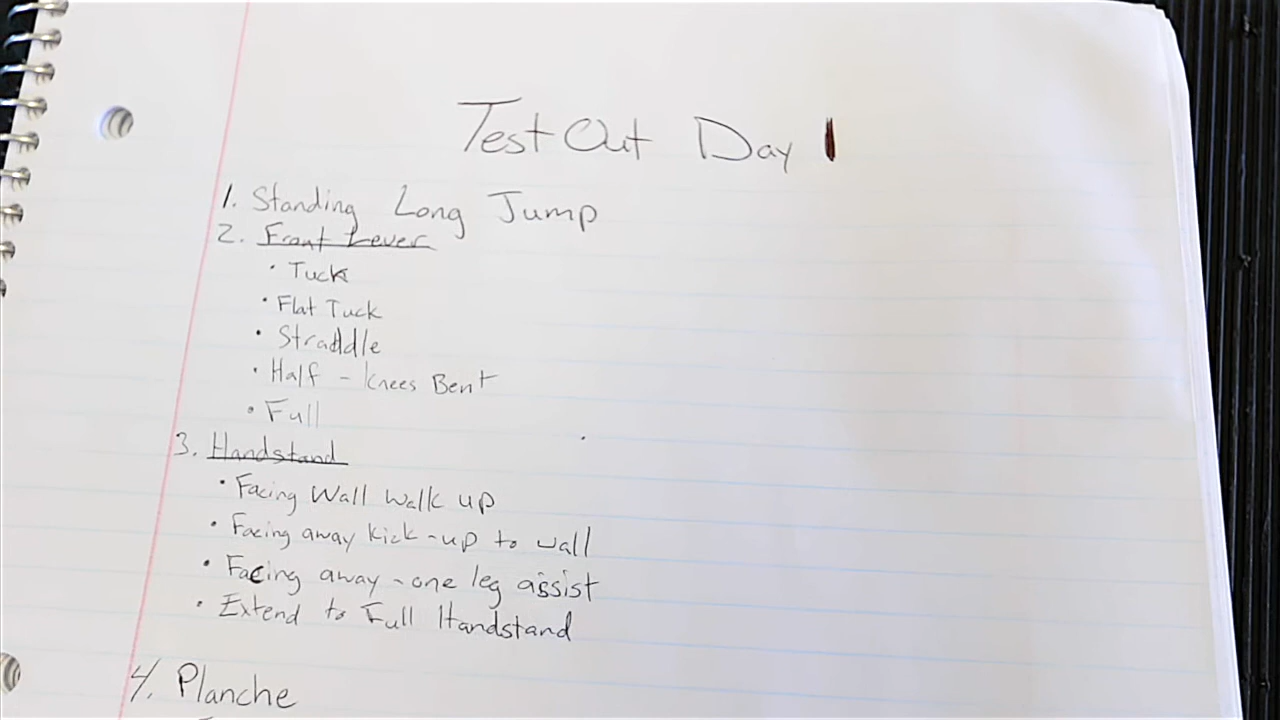 Test Out Day 1
1. Standing Long Jump
2. Front Lever
• Tuck
• Flat Tuck
• Straddle
• Half - Knees Bent
• Full
3. Handstand
• Facing Wall Walk up
• Facing away kick-up to wall
• Facing away - one leg assist
• Extend to Full Handstand
4. Planche